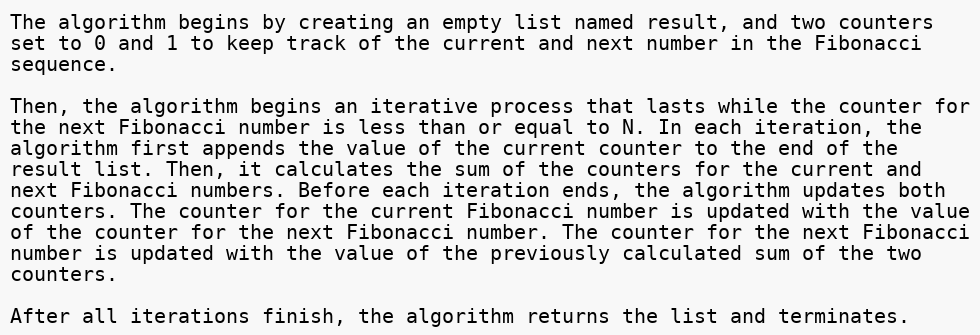 The algorithm begins by creating an empty list named result, and two counters
set to 0 and 1 to keep track of the current and next number in the Fibonacci
sequence.

Then, the algorithm begins an iterative process that lasts while the counter for
the next Fibonacci number is less than or equal to N. In each iteration, the
algorithm first appends the value of the current counter to the end of the
result list. Then, it calculates the sum of the counters for the current and
next Fibonacci numbers. Before each iteration ends, the algorithm updates both
counters. The counter for the current Fibonacci number is updated with the value
of the counter for the next Fibonacci number. The counter for the next Fibonacci
number is updated with the value of the previously calculated sum of the two
counters.

After all iterations finish, the algorithm returns the list and terminates.